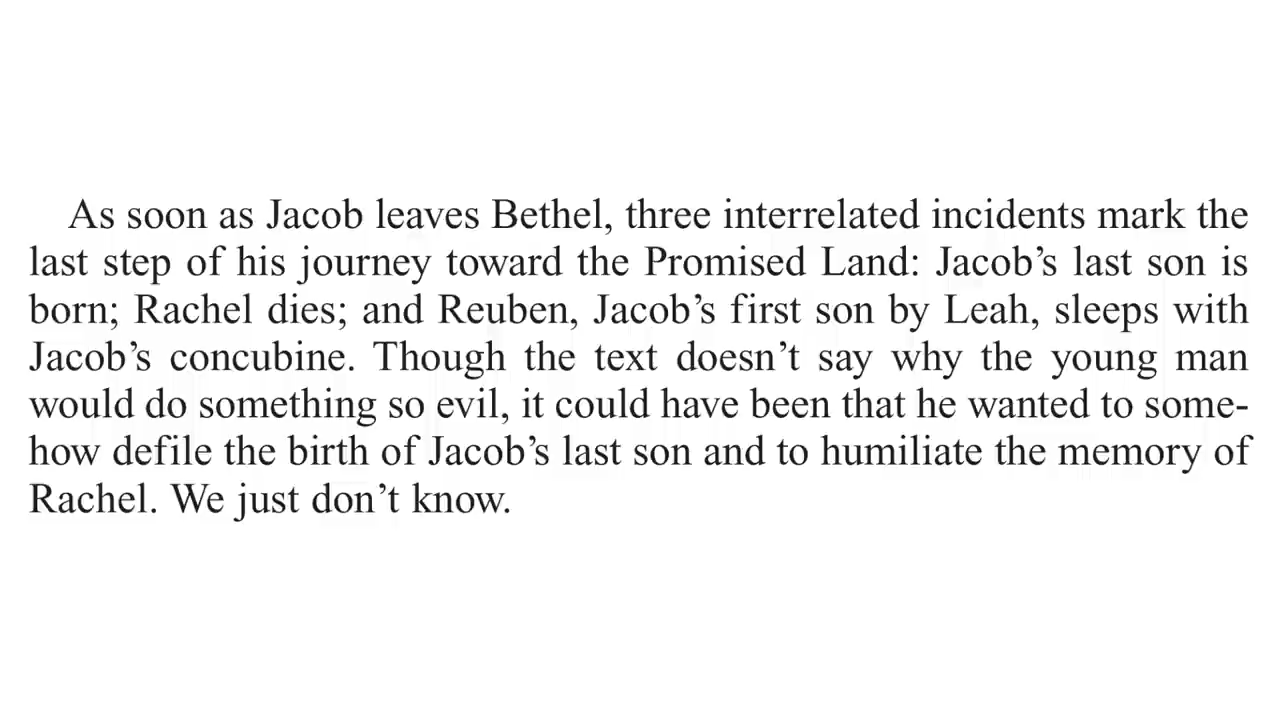 As soon as Jacob leaves Bethel, three interrelated incidents mark the
last step of his journey toward the Promised Land: Jacob’s last son is
born; Rachel dies; and Reuben, Jacob’s first son by Leah, sleeps with
Jacob’s concubine. Though the text doesn’t say why the young man
would do something so evil, it could have been that he wanted to some-
how defile the birth of Jacob’s last son and to humiliate the memory of
Rachel. We just don’t know.